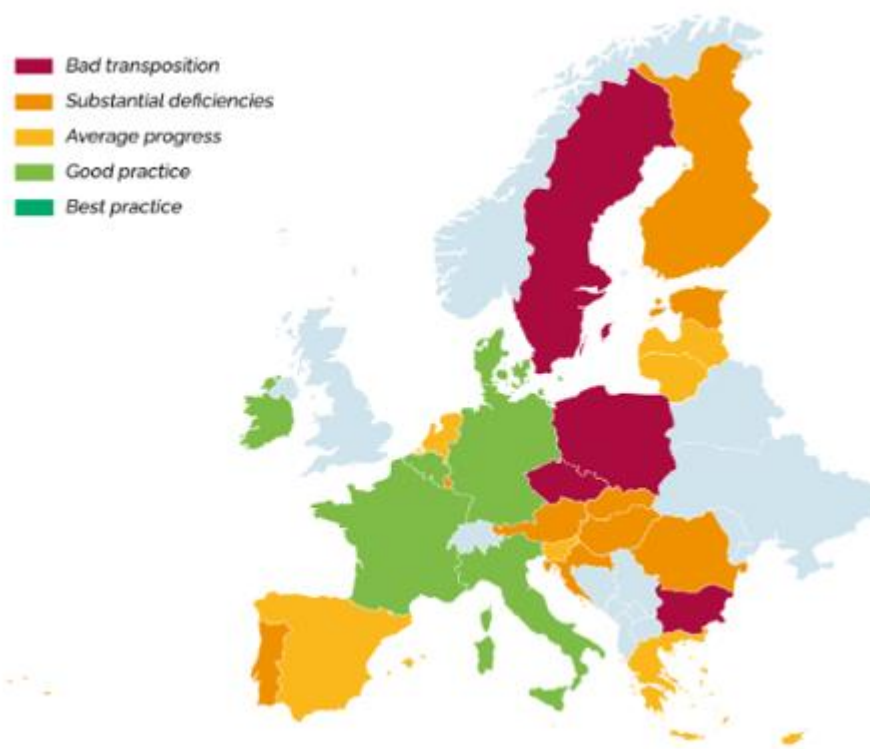 Bad transposition
Substantial deficiencies
Average progress
Good practice
Best practice